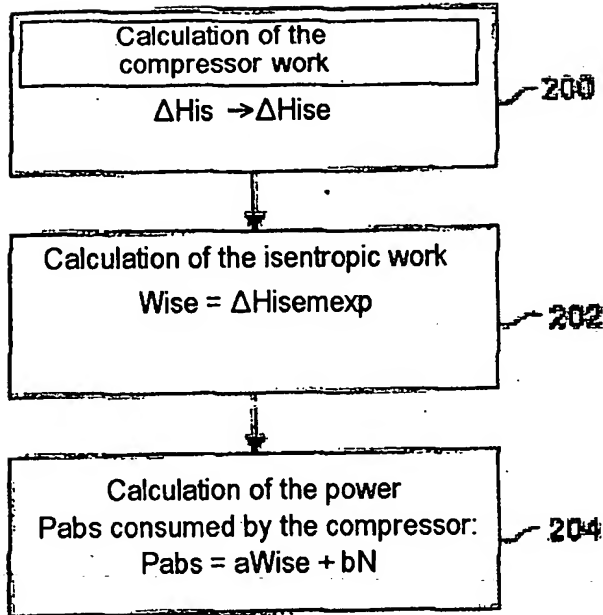 Calculation of the
compressor work
ΔHis → ΔHise
200
Calculation of the isentropic work
Wise = ΔHisemexp
202
Calculation of the power
Pabs consumed by the compressor:
Pabs = aWise + bN
204